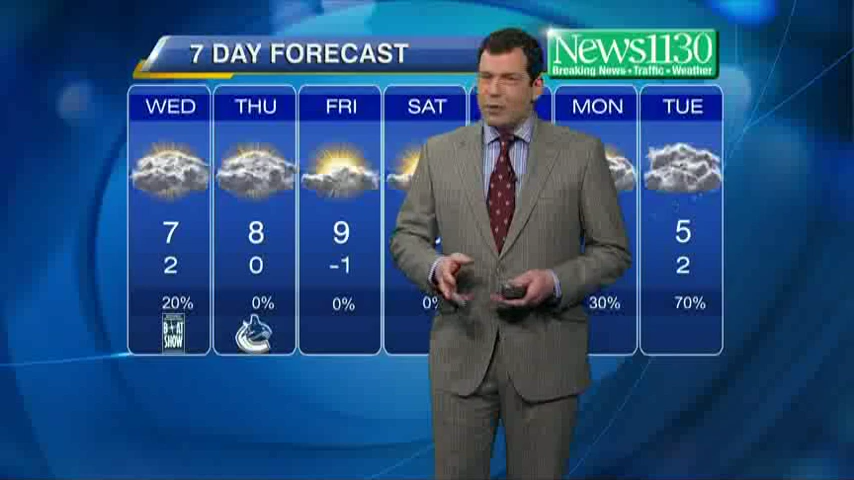 7 DAY FORECAST
News1130
Breaking News • Traffic • Weather
WED THU FRI SAT MON TUE
7 8 9 5
2 0 -1 2
20% 0% 0% 0% 30% 70%
B AT
SHOW